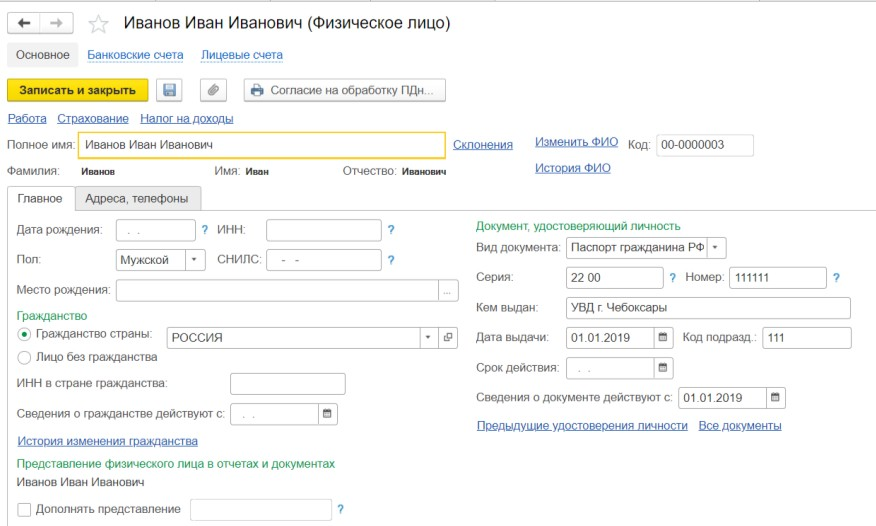 Иванов Иван Иванович (Физическое лицо)
Основное Банковские счета Лицевые счета
Записать и закрыть Согласие на обработку ПДн...
Работа Страхование Налог на доходы
Полное имя: Иванов Иван Иванович Склонения Изменить ФИО Код: 00-0000003
Фамилия: Иванов Имя: Иван Отчество: Иванович История ФИО
Главное Адреса, телефоны
Дата рождения: . . ? ИНН: ?
Пол: Мужской СНИЛС: - - ?
Место рождения: ...
Гражданство
Гражданство страны: РОССИЯ
Лицо без гражданства
ИНН в стране гражданства:
Сведения о гражданстве действуют с: . .
История изменения гражданства
Представление физического лица в отчетах и документах
Иванов Иван Иванович
Дополнять представление ?
Документ, удостоверяющий личность
Вид документа: Паспорт гражданина РФ
Серия: 22 00 ? Номер: 111111 ?
Кем выдан: УВД г. Чебоксары
Дата выдачи: 01.01.2019 Код подразд.: 111
Срок действия: . .
Сведения о документе действуют с: 01.01.2019
Предыдущие удостоверения личности Все документы